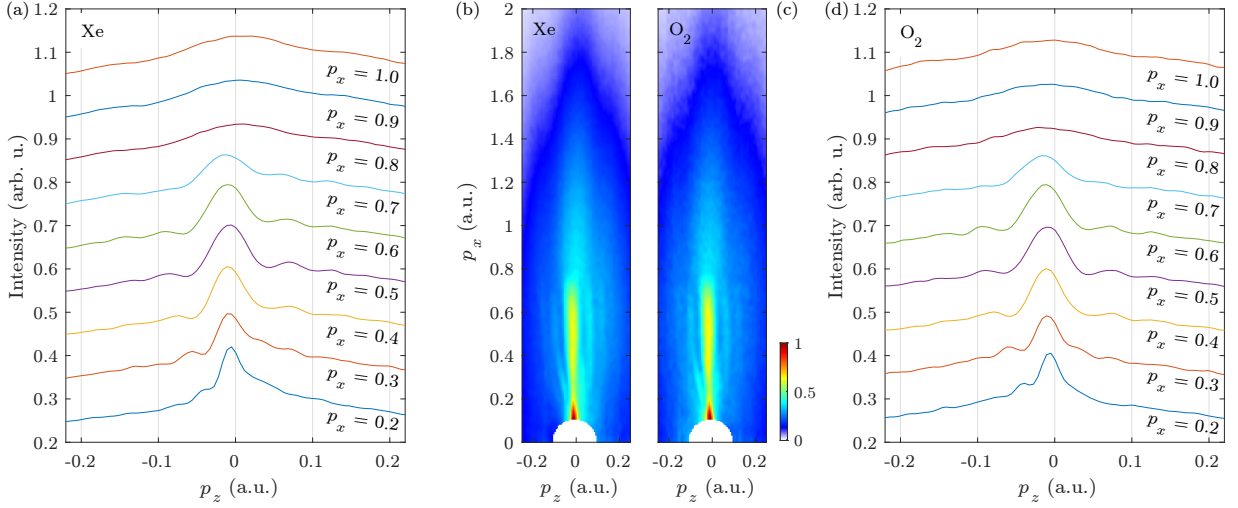 (a)
Xe
Intensity (arb. u.)
1.2
1.1
1
0.9
0.8
0.7
0.6
0.5
0.4
0.3
0.2
p_x = 1.0
p_x = 0.9
p_x = 0.8
p_x = 0.7
p_x = 0.6
p_x = 0.5
p_x = 0.4
p_x = 0.3
p_x = 0.2
-0.2 -0.1 0 0.1 0.2
p_z (a.u.)
(b)
Xe
p_x (a.u.)
2
1.8
1.6
1.4
1.2
1
0.8
0.6
0.4
0.2
0
-0.2 0 0.2
p_z (a.u.)
(c)
O_2
1
0.5
0
-0.2 0 0.2
p_z (a.u.)
(d)
O_2
Intensity (arb. u.)
1.2
1.1
1
0.9
0.8
0.7
0.6
0.5
0.4
0.3
0.2
p_x = 1.0
p_x = 0.9
p_x = 0.8
p_x = 0.7
p_x = 0.6
p_x = 0.5
p_x = 0.4
p_x = 0.3
p_x = 0.2
-0.2 -0.1 0 0.1 0.2
p_z (a.u.)